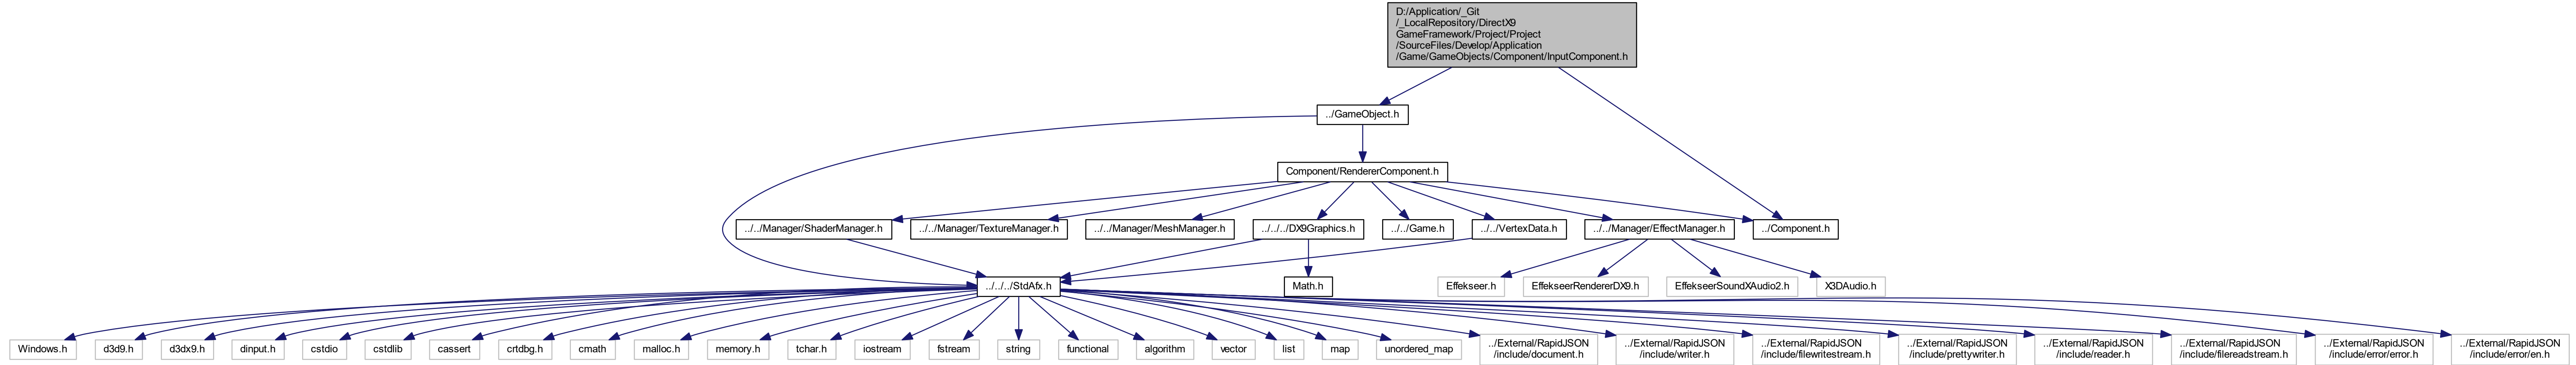 D:/Application/_Git
/_LocalRepository/DirectX9
GameFramework/Project/Project
/SourceFiles/Develop/Application
/Game/GameObjects/Component/InputComponent.h
../GameObject.h
Component/RendererComponent.h
../../Manager/ShaderManager.h
../../Manager/TextureManager.h
../../Manager/MeshManager.h
../../../DX9Graphics.h
../../Game.h
../../VertexData.h
../../Manager/EffectManager.h
../Component.h
../../../StdAfx.h
Math.h
Effekseer.h
EffekseerRendererDX9.h
EffekseerSoundXAudio2.h
X3DAudio.h
Windows.h
d3d9.h
d3dx9.h
dinput.h
cstdio
cstdlib
cassert
crtdbg.h
cmath
malloc.h
memory.h
tchar.h
iostream
fstream
string
functional
algorithm
vector
list
map
unordered_map
../External/RapidJSON
/include/document.h
../External/RapidJSON
/include/writer.h
../External/RapidJSON
/include/filewritestream.h
../External/RapidJSON
/include/prettywriter.h
../External/RapidJSON
/include/reader.h
../External/RapidJSON
/include/filereadstream.h
../External/RapidJSON
/include/error/error.h
../External/RapidJSON
/include/error/en.h